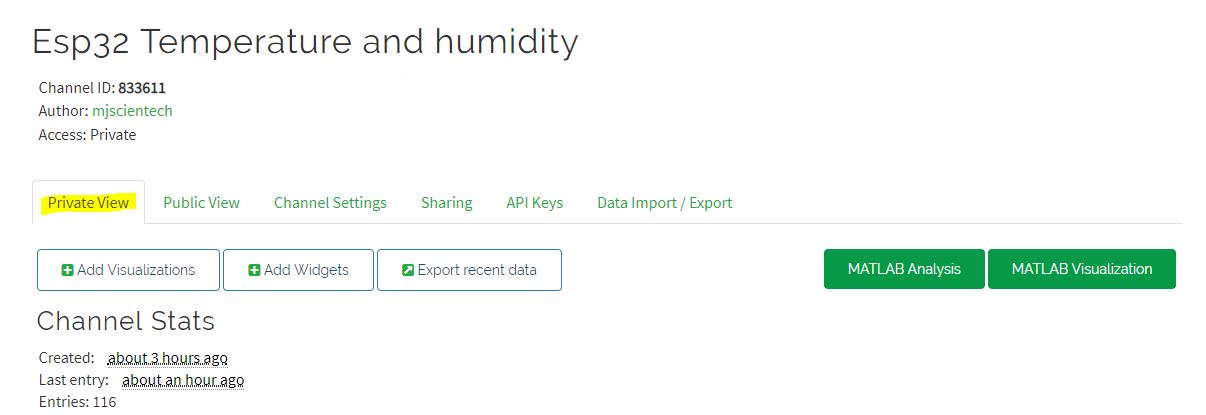 Esp32 Temperature and humidity
Channel ID: 833611
Author: mjscientech
Access: Private
Private View Public View Channel Settings Sharing API Keys Data Import / Export
Add Visualizations Add Widgets Export recent data MATLAB Analysis MATLAB Visualization
Channel Stats
Created: about 3 hours ago
Last entry: about an hour ago
Entries: 116